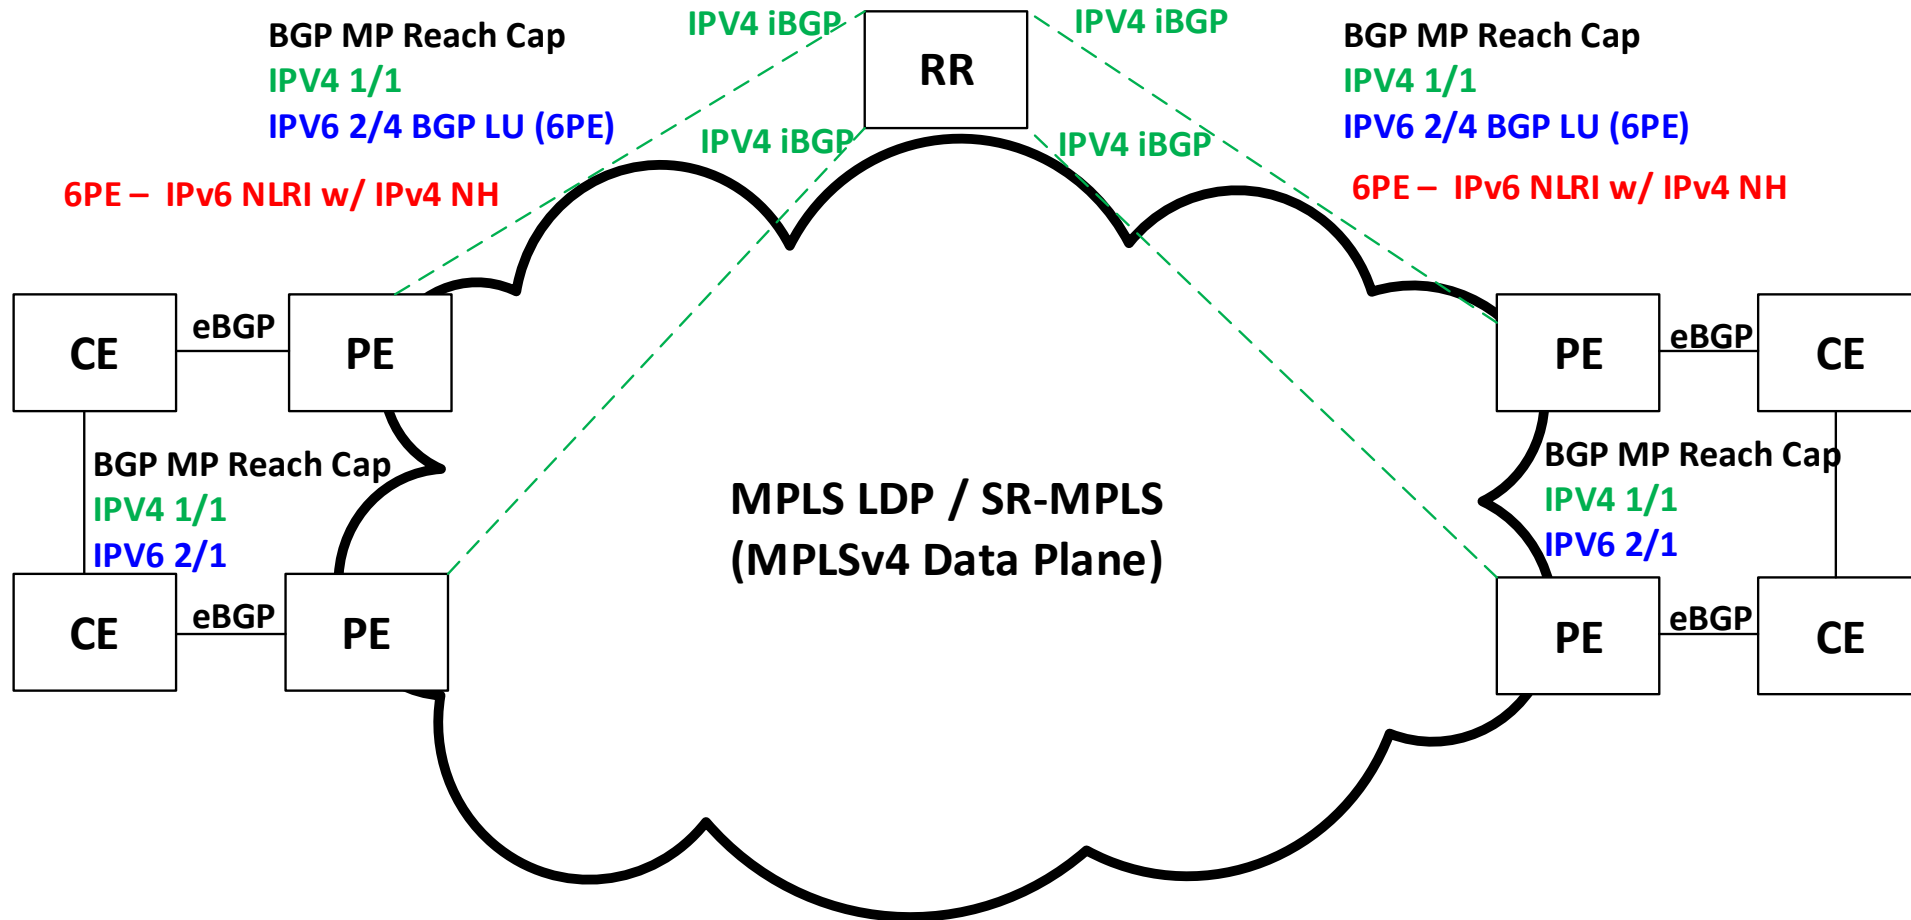 IPV4 iBGP
IPV4 iBGP
BGP MP Reach Cap
IPV4 1/1
IPV6 2/4 BGP LU (6PE)
RR
BGP MP Reach Cap
IPV4 1/1
IPV6 2/4 BGP LU (6PE)
IPV4 iBGP
IPV4 iBGP
6PE – IPv6 NLRI w/ IPv4 NH
6PE – IPv6 NLRI w/ IPv4 NH
CE
eBGP
PE
PE
eBGP
CE
BGP MP Reach Cap
IPV4 1/1
IPV6 2/1
MPLS LDP / SR-MPLS
(MPLSv4 Data Plane)
BGP MP Reach Cap
IPV4 1/1
IPV6 2/1
CE
eBGP
PE
PE
eBGP
CE